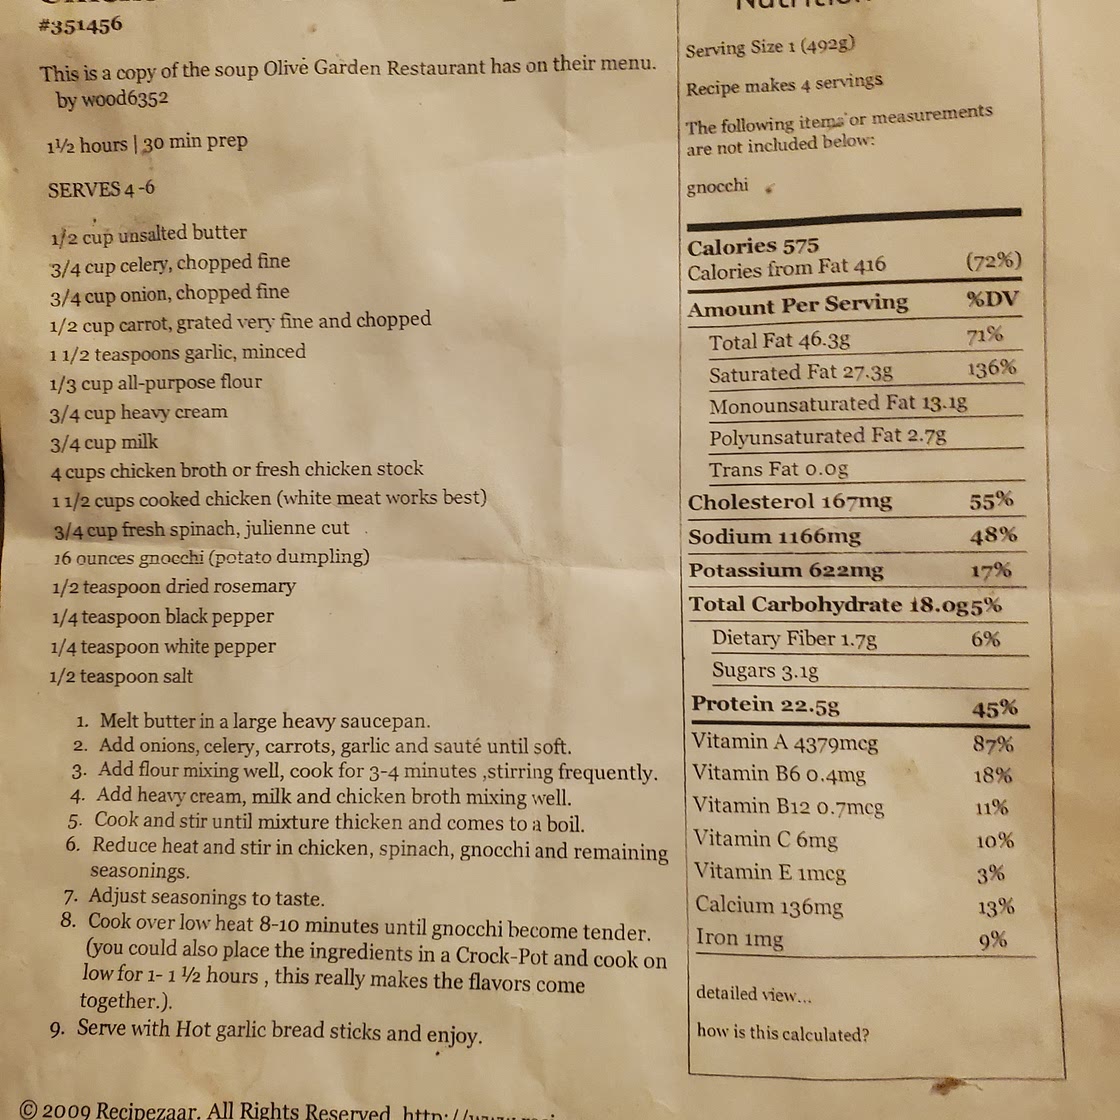 #351456
This is a copy of the soup Olive Garden Restaurant has on their menu.
by wood6352
1½ hours | 30 min prep
SERVES 4-6
1/2 cup unsalted butter
3/4 cup celery, chopped fine
3/4 cup onion, chopped fine
1/2 cup carrot, grated very fine and chopped
1 1/2 teaspoons garlic, minced
1/3 cup all-purpose flour
3/4 cup heavy cream
3/4 cup milk
4 cups chicken broth or fresh chicken stock
1 1/2 cups cooked chicken (white meat works best)
3/4 cup fresh spinach, julienne cut
16 ounces gnocchi (potato dumpling)
1/2 teaspoon dried rosemary
1/4 teaspoon black pepper
1/4 teaspoon white pepper
1/2 teaspoon salt
1. Melt butter in a large heavy saucepan.
2. Add onions, celery, carrots, garlic and sauté until soft.
3. Add flour mixing well, cook for 3-4 minutes ,stirring frequently.
4. Add heavy cream, milk and chicken broth mixing well.
5. Cook and stir until mixture thicken and comes to a boil.
6. Reduce heat and stir in chicken, spinach, gnocchi and remaining
seasonings.
7. Adjust seasonings to taste.
8. Cook over low heat 8-10 minutes until gnocchi become tender.
(you could also place the ingredients in a Crock-Pot and cook on
low for 1- 1 ½ hours , this really makes the flavors come
together.).
9. Serve with Hot garlic bread sticks and enjoy.
© 2009 Recipezaar. All Rights Reserved.
Nutrition
Serving Size 1 (492g)
Recipe makes 4 servings
The following items or measurements
are not included below:
gnocchi
Calories 575
Calories from Fat 416 (72%)
Amount Per Serving %DV
Total Fat 46.3g 71%
Saturated Fat 27.3g 136%
Monounsaturated Fat 13.1g
Polyunsaturated Fat 2.7g
Trans Fat 0.0g
Cholesterol 167mg 55%
Sodium 1166mg 48%
Potassium 622mg 17%
Total Carbohydrate 18.0g5%
Dietary Fiber 1.7g 6%
Sugars 3.1g
Protein 22.5g 45%
Vitamin A 4379mcg 87%
Vitamin B6 0.4mg 18%
Vitamin B12 0.7mcg 11%
Vitamin C 6mg 10%
Vitamin E 1mcg 3%
Calcium 136mg 13%
Iron 1mg 9%
detailed view...
how is this calculated?